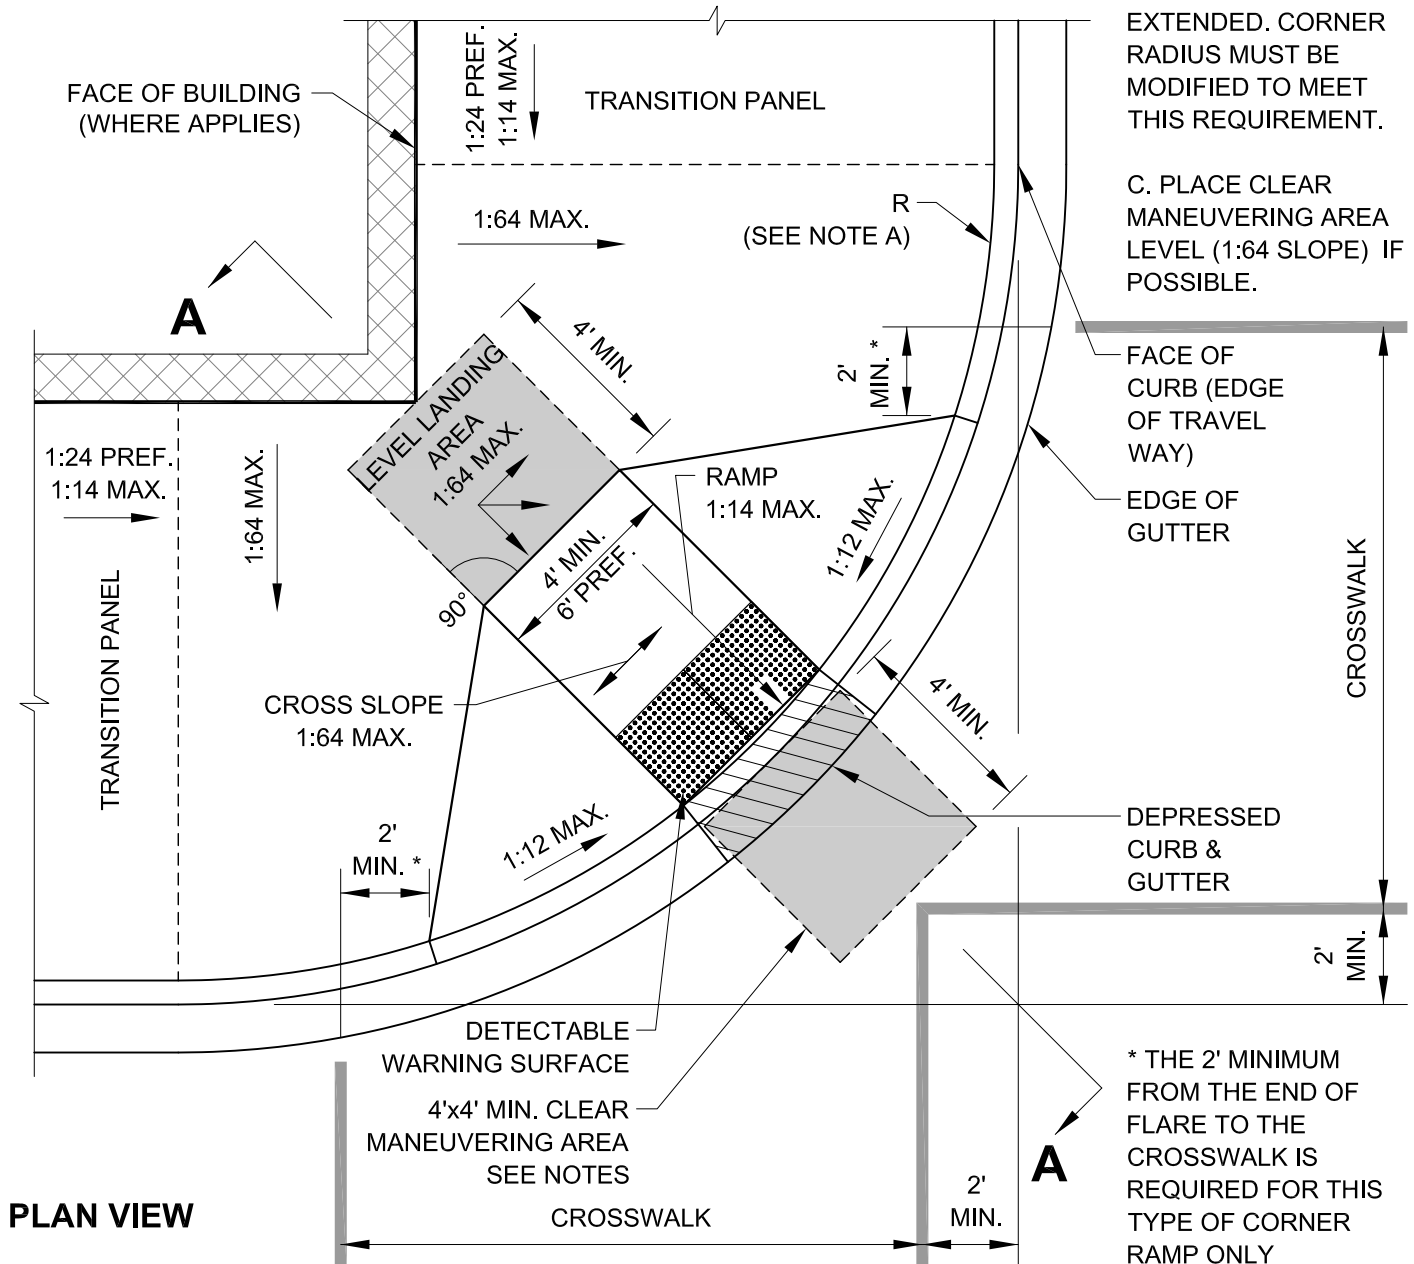 EXTENDED. CORNER
RADIUS MUST BE
MODIFIED TO MEET
THIS REQUIREMENT.
C. PLACE CLEAR
MANEUVERING AREA
LEVEL (1:64 SLOPE) IF
POSSIBLE.
FACE OF BUILDING
(WHERE APPLIES)
1:24 PREF.
1:14 MAX.
TRANSITION PANEL
1:64 MAX.
R
(SEE NOTE A)
A
4' MIN.
2'
MIN. *
FACE OF
CURB (EDGE
OF TRAVEL
WAY)
LEVEL LANDING
AREA
1:64 MAX.
1:24 PREF.
1:14 MAX.
1:64 MAX.
RAMP
1:14 MAX.
1:12 MAX.
EDGE OF
GUTTER
4' MIN.
6' PREF.
90°
CROSSWALK
TRANSITION PANEL
CROSS SLOPE
1:64 MAX.
4' MIN.
2'
MIN. *
1:12 MAX.
DEPRESSED
CURB &
GUTTER
2'
MIN.
DETECTABLE
WARNING SURFACE
4'x4' MIN. CLEAR
MANEUVERING AREA
SEE NOTES
* THE 2' MINIMUM
FROM THE END OF
FLARE TO THE
CROSSWALK IS
REQUIRED FOR THIS
TYPE OF CORNER
RAMP ONLY
A
2'
MIN.
PLAN VIEW
CROSSWALK